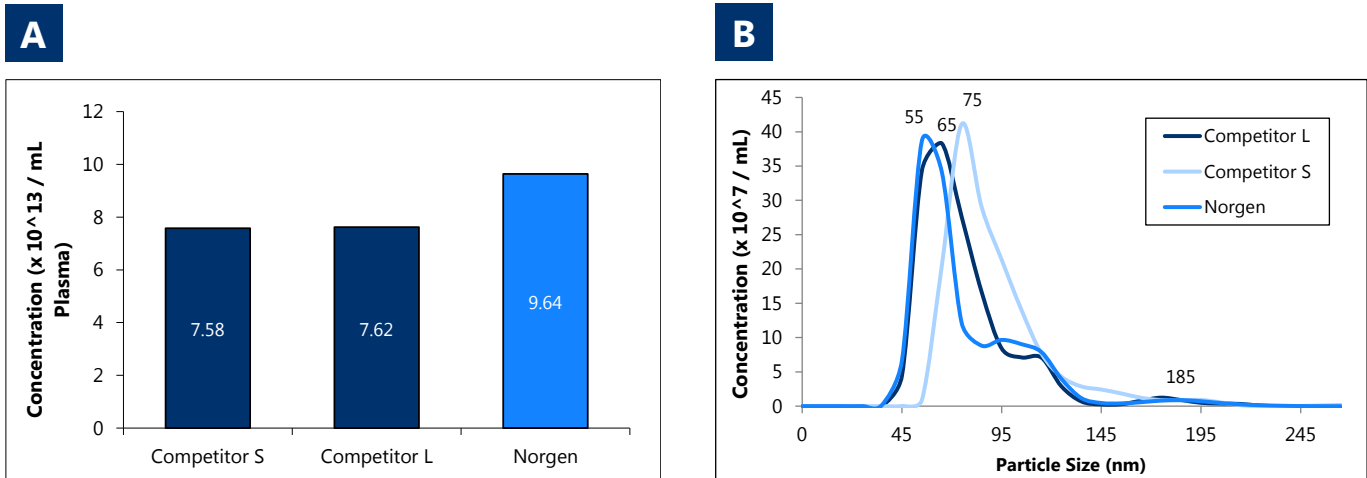 A
Concentration (x 10^13 / mL
Plasma)
12
10
8
6
4
2
0
7.58
7.62
9.64
Competitor S
Competitor L
Norgen
B
Concentration (x 10^7 / mL)
45
40
35
30
25
20
15
10
5
0
55
65
75
185
Competitor L
Competitor S
Norgen
0
45
95
145
195
245
Particle Size (nm)